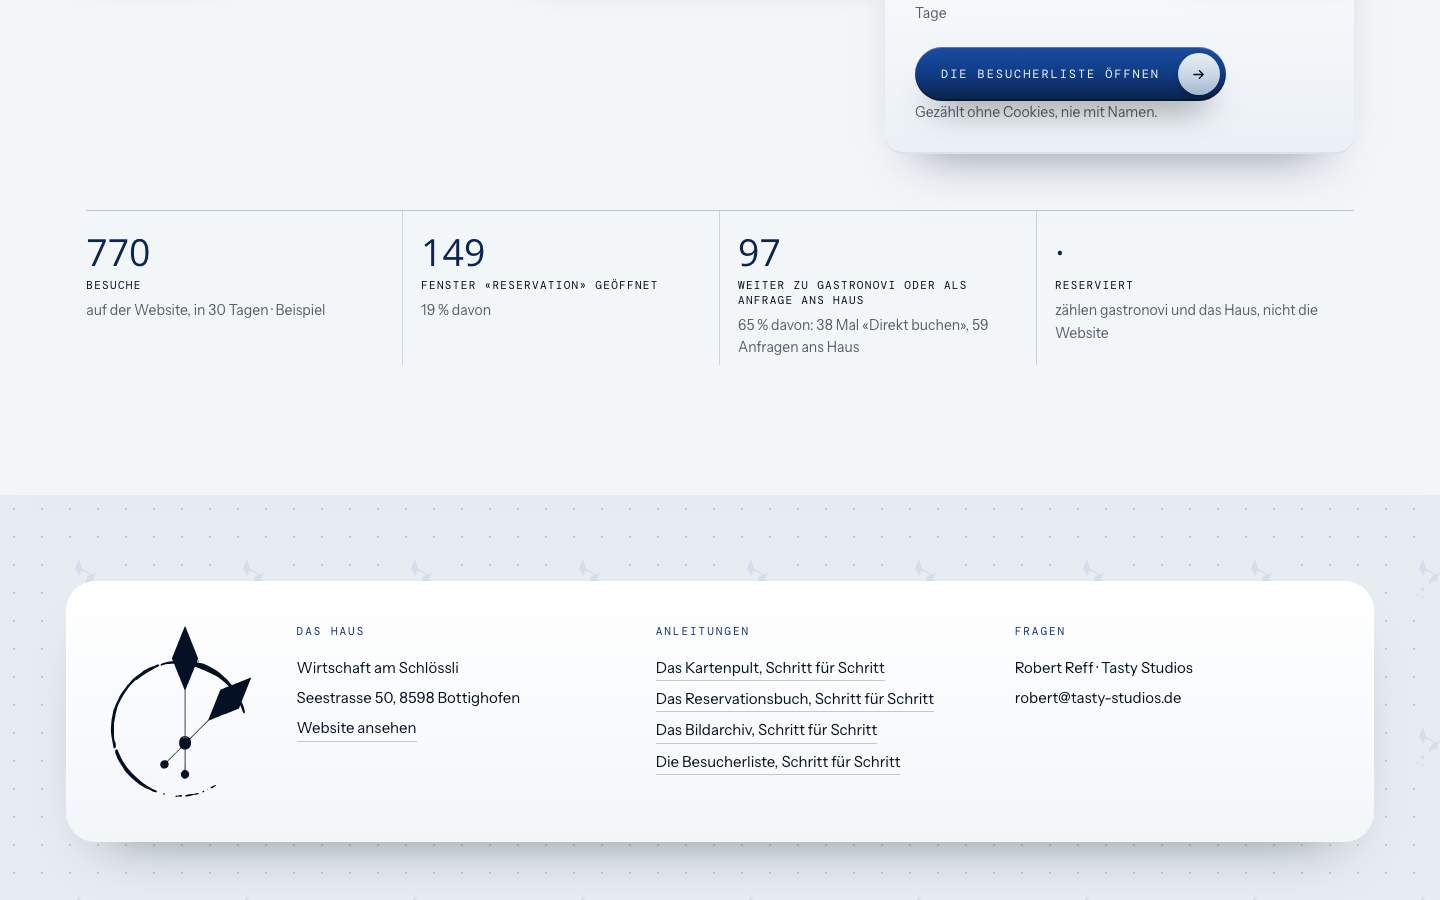 Tage
DIE BESUCHERLISTE ÖFFNEN
Gezählt ohne Cookies, nie mit Namen.
770
BESUCHE
auf der Website, in 30 Tagen · Beispiel
149
FENSTER «RESERVATION» GEÖFFNET
19 % davon
97
WEITER ZU GASTRONOVI ODER ALS
ANFRAGE ANS HAUS
65 % davon: 38 Mal «Direkt buchen», 59
Anfragen ans Haus
·
RESERVIERT
zählen gastronovi und das Haus, nicht die
Website
DAS HAUS
Wirtschaft am Schlössli
Seestrasse 50, 8598 Bottighofen
Website ansehen
ANLEITUNGEN
Das Kartenpult, Schritt für Schritt
Das Reservationsbuch, Schritt für Schritt
Das Bildarchiv, Schritt für Schritt
Die Besucherliste, Schritt für Schritt
FRAGEN
Robert Reff · Tasty Studios
robert@tasty-studios.de